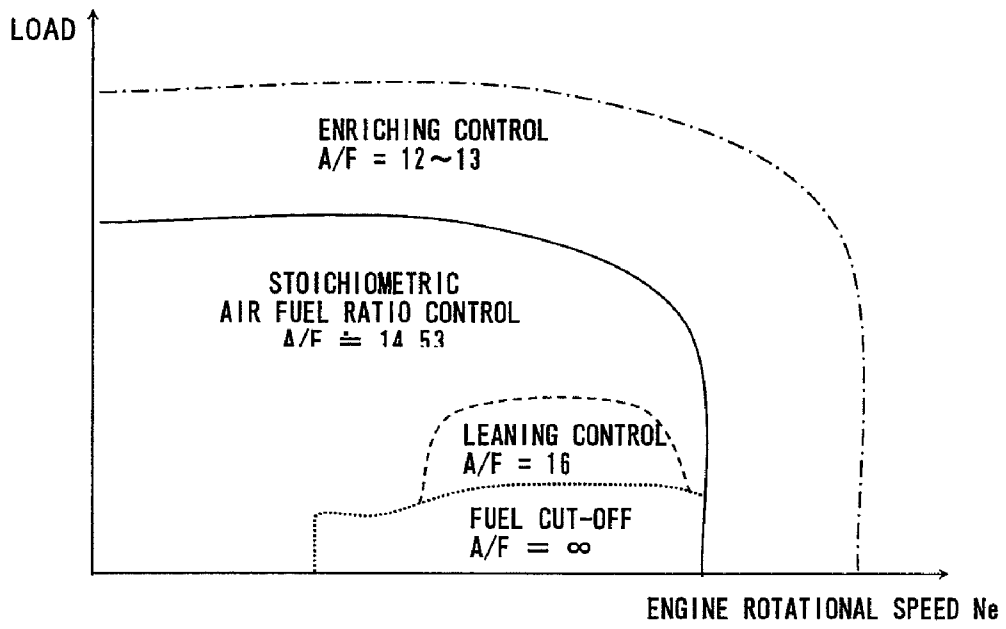 LOAD
ENRICHING CONTROL
A/F = 12~13
STOICHIOMETRIC
AIR FUEL RATIO CONTROL
A/F ≒ 14.53
LEANING CONTROL
A/F = 16
FUEL CUT-OFF
A/F = ∞
ENGINE ROTATIONAL SPEED Ne